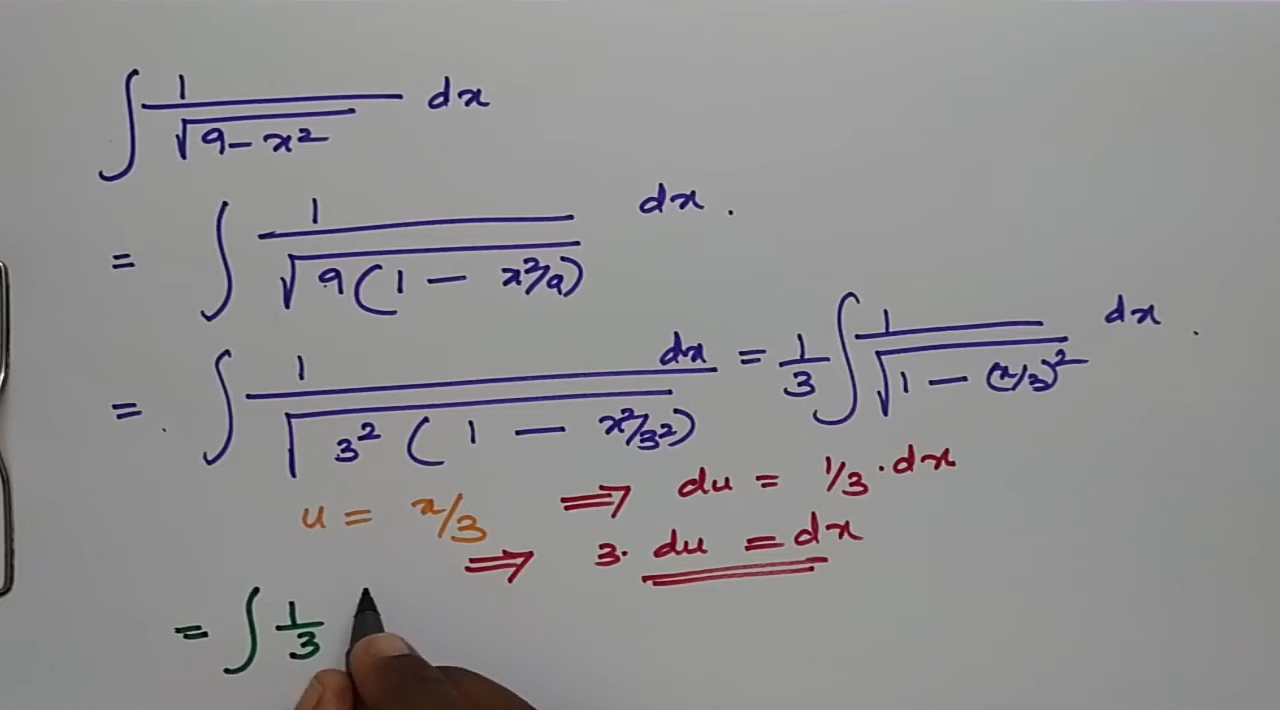 ∫ 1/√(9 - x²) dx
= ∫ 1/√(9(1 - x²/9)) dx.
= ∫ 1/√(3²(1 - x²/3²)) dx = 1/3 ∫ 1/√(1 - (x/3)²) dx.
u = x/3 ⟹ du = 1/3 · dx
⟹ 3. du = dx
= ∫ 1/3